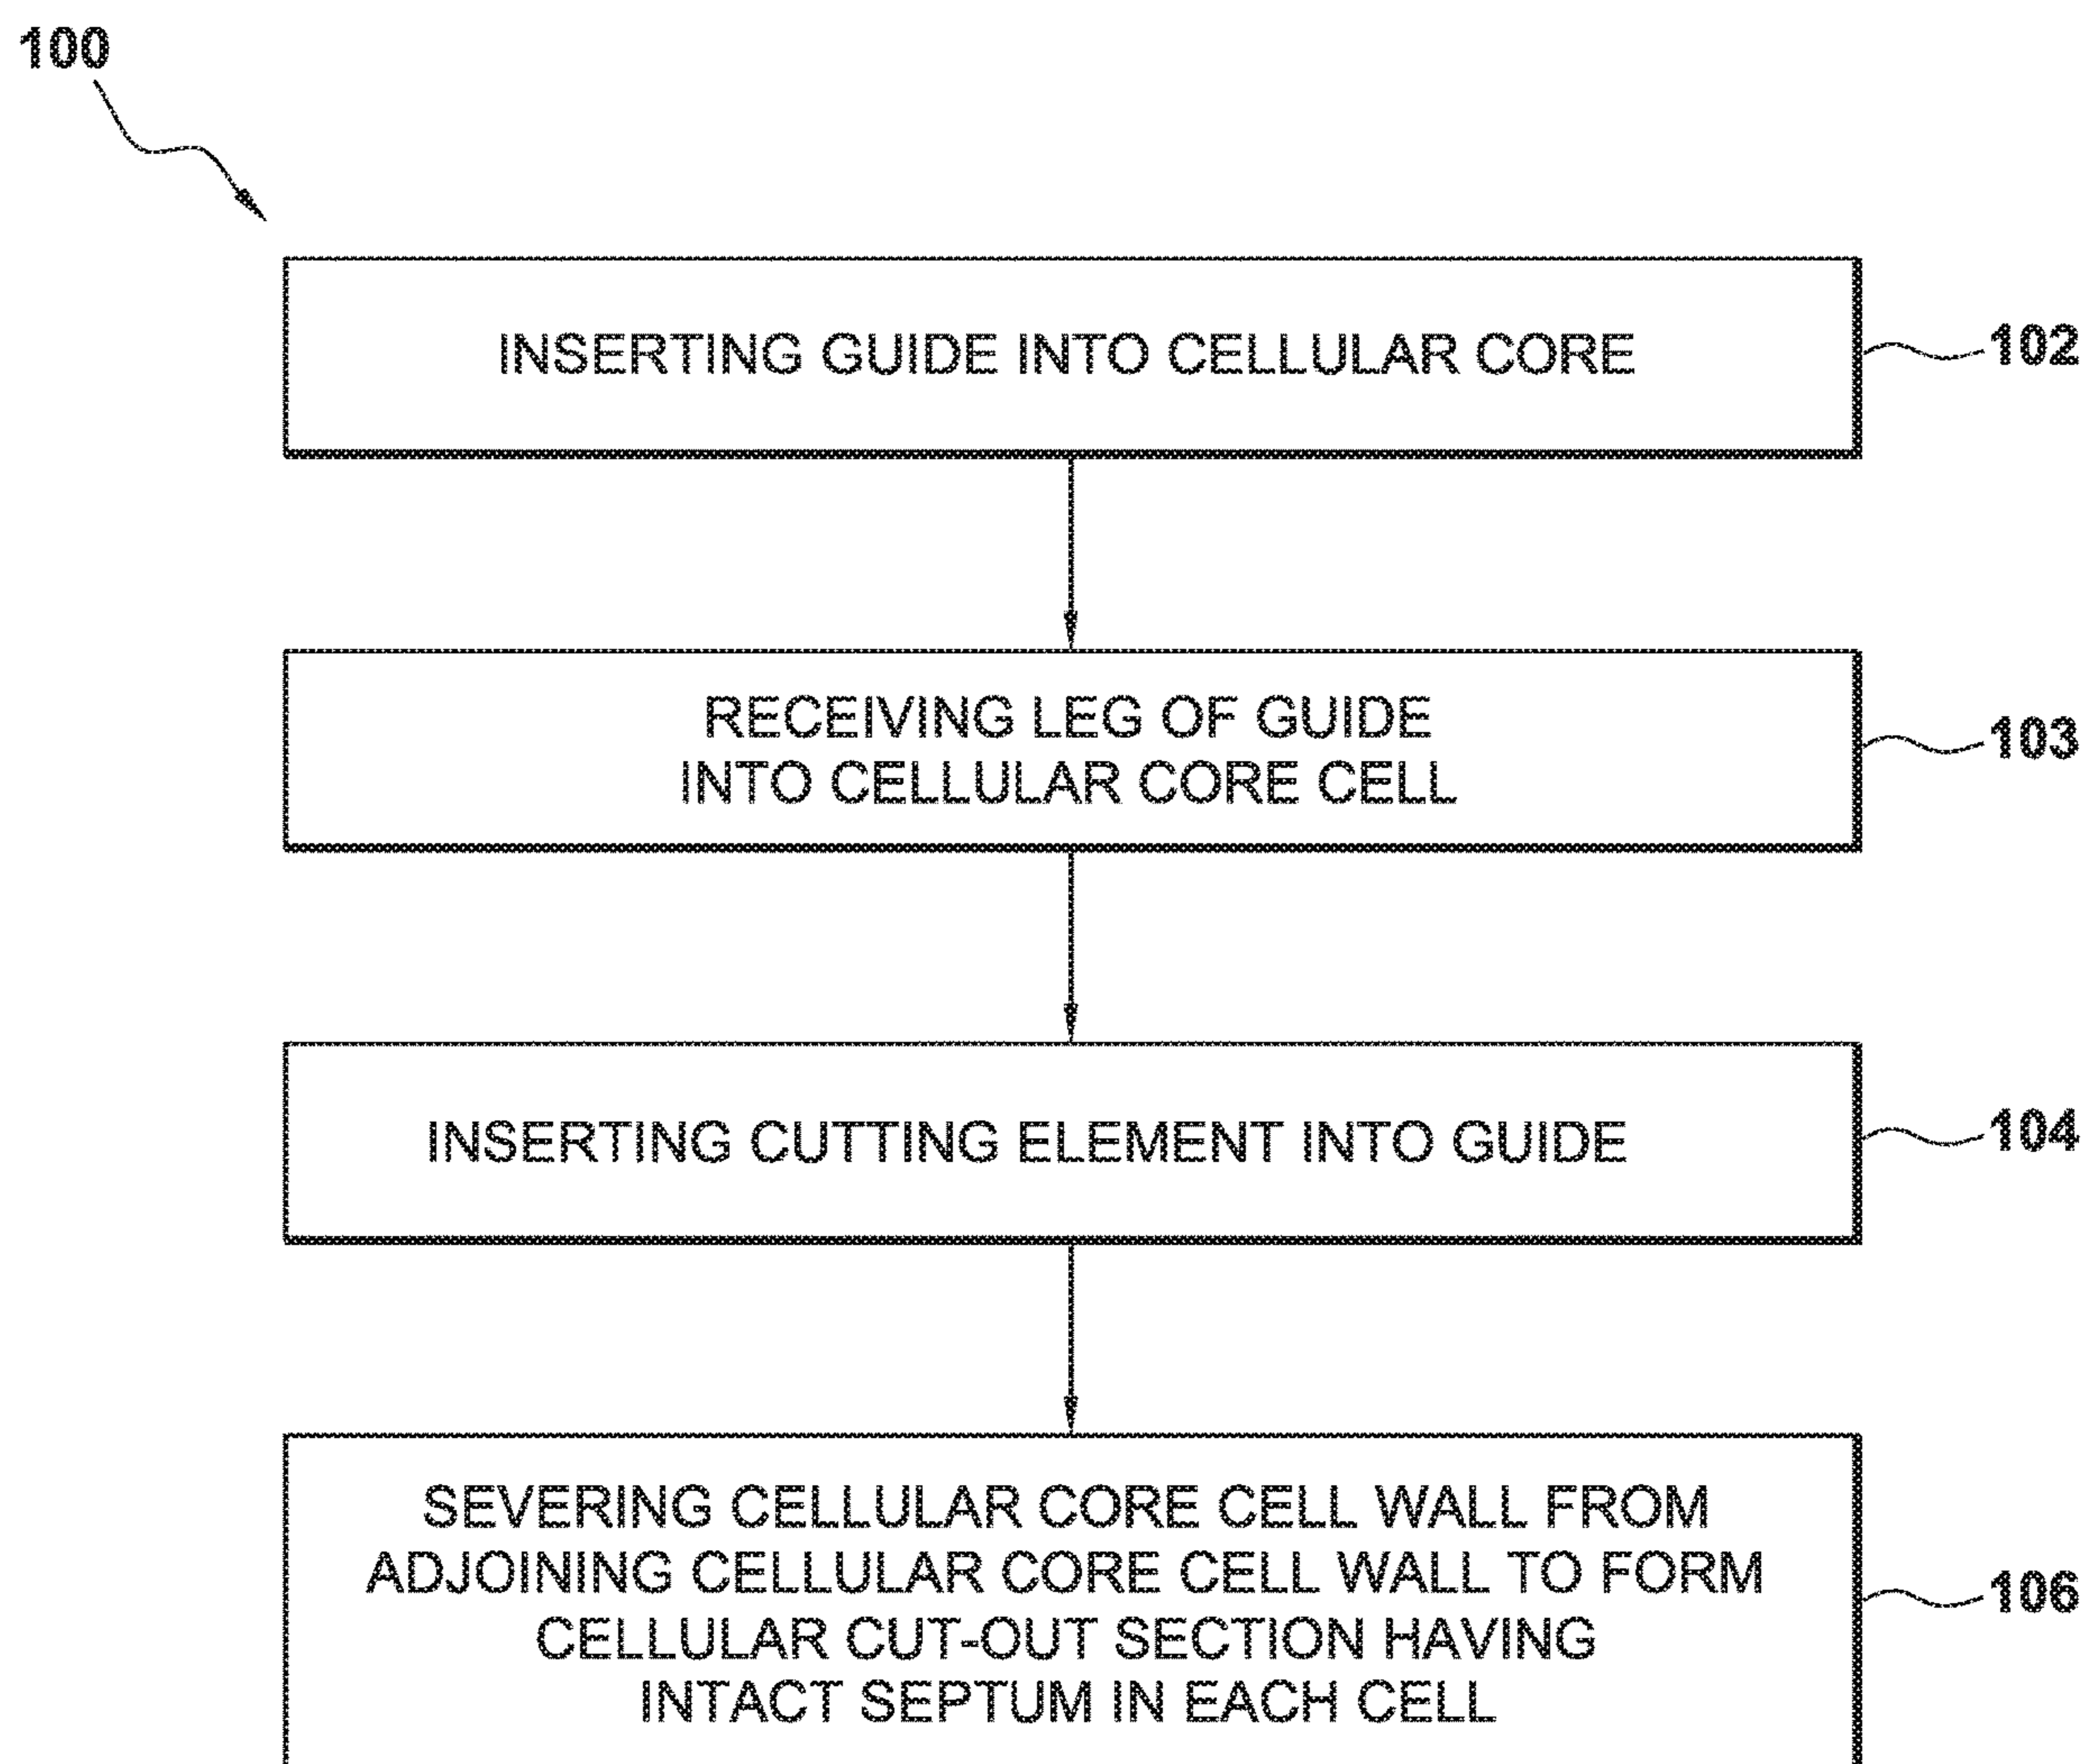 100
INSERTING GUIDE INTO CELLULAR CORE
102
RECEIVING LEG OF GUIDE
INTO CELLULAR CORE CELL
103
INSERTING CUTTING ELEMENT INTO GUIDE
104
SEVERING CELLULAR CORE CELL WALL FROM
ADJOINING CELLULAR CORE CELL WALL TO FORM
CELLULAR CUT-OUT SECTION HAVING
INTACT SEPTUM IN EACH CELL
106